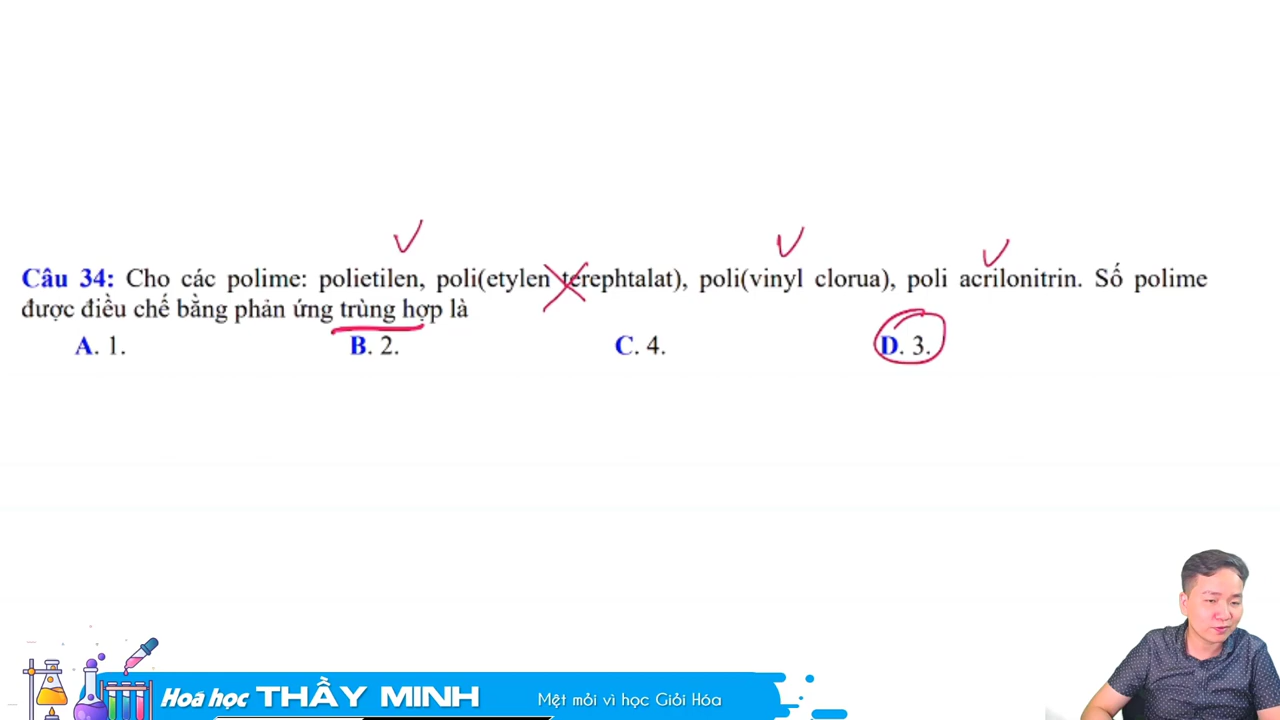 Câu 34: Cho các polime: polietilen, poli(etylen terephtalat), poli(vinyl clorua), poli acrilonitrin. Số polime
được điều chế bằng phản ứng trùng hợp là
A. 1. B. 2. C. 4. D. 3.
Hoá học THẦY MINH Mệt mỏi vì học Giỏi Hóa